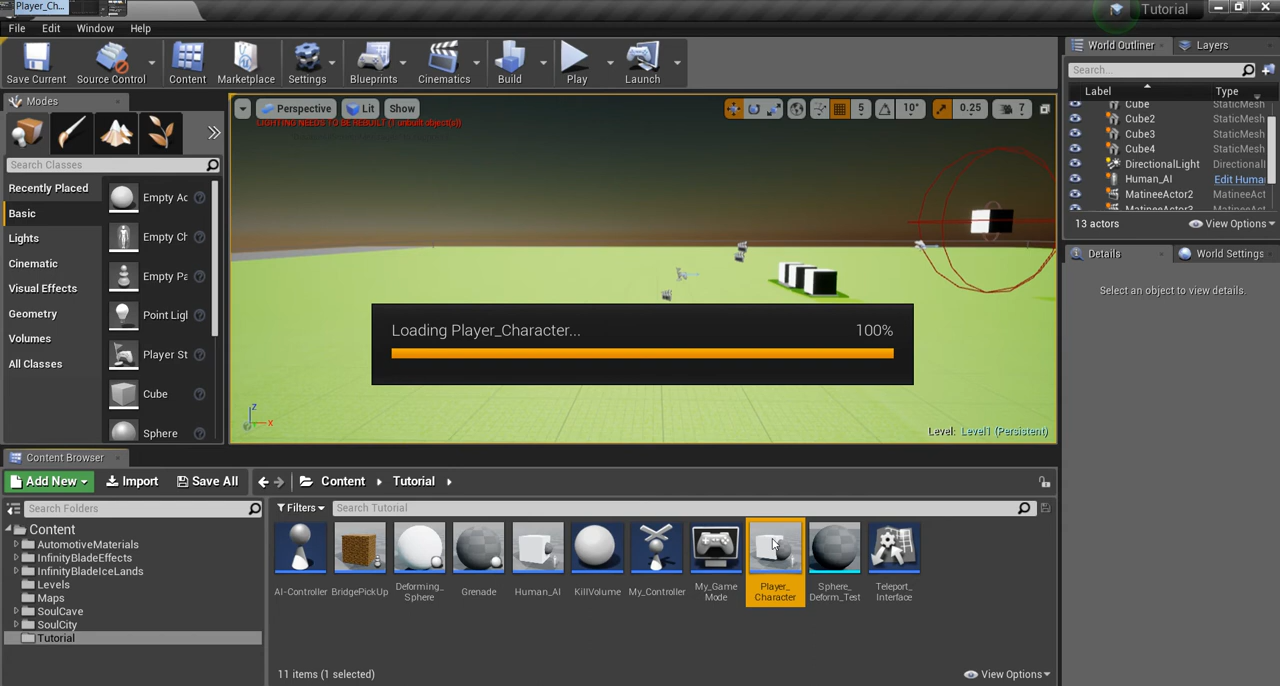 Player_Ch...
Tutorial
File Edit Window Help
Save Current Source Control Content Marketplace Settings Blueprints Cinematics Build Play Launch
World Outliner Layers
Search...
Label Type
Cube StaticMesh
Cube2 StaticMesh
Cube3 StaticMesh
Cube4 StaticMesh
DirectionalLight Directional
Human_AI Edit Huma
MatineeActor2 MatineeAct
MatineeActor3 MatineeAct
13 actors View Options
Details World Settings
Select an object to view details.
Modes
Search Classes
Recently Placed
Basic
Lights
Cinematic
Visual Effects
Geometry
Volumes
All Classes
Empty Ac
Empty Ch
Empty Pa
Point Ligl
Player St
Cube
Sphere
Perspective Lit Show
5 10° 0.25 7
LIGHTING NEEDS TO BE REBUILT (1 unbuilt object(s))
Loading Player_Character... 100%
z
x
Level: Level1 (Persistent)
Content Browser
Add New Import Save All Content Tutorial
Search Folders
Filters Search Tutorial
Content
AutomotiveMaterials
InfinityBladeEffects
InfinityBladeIceLands
Levels
Maps
SoulCave
SoulCity
Tutorial
AI-Controller
BridgePickUp
Deforming_
Sphere
Grenade
Human_AI
KillVolume
My_Controller
My_Game
Mode
Player_
Character
Sphere_
Deform_Test
Teleport_
Interface
11 items (1 selected) View Options